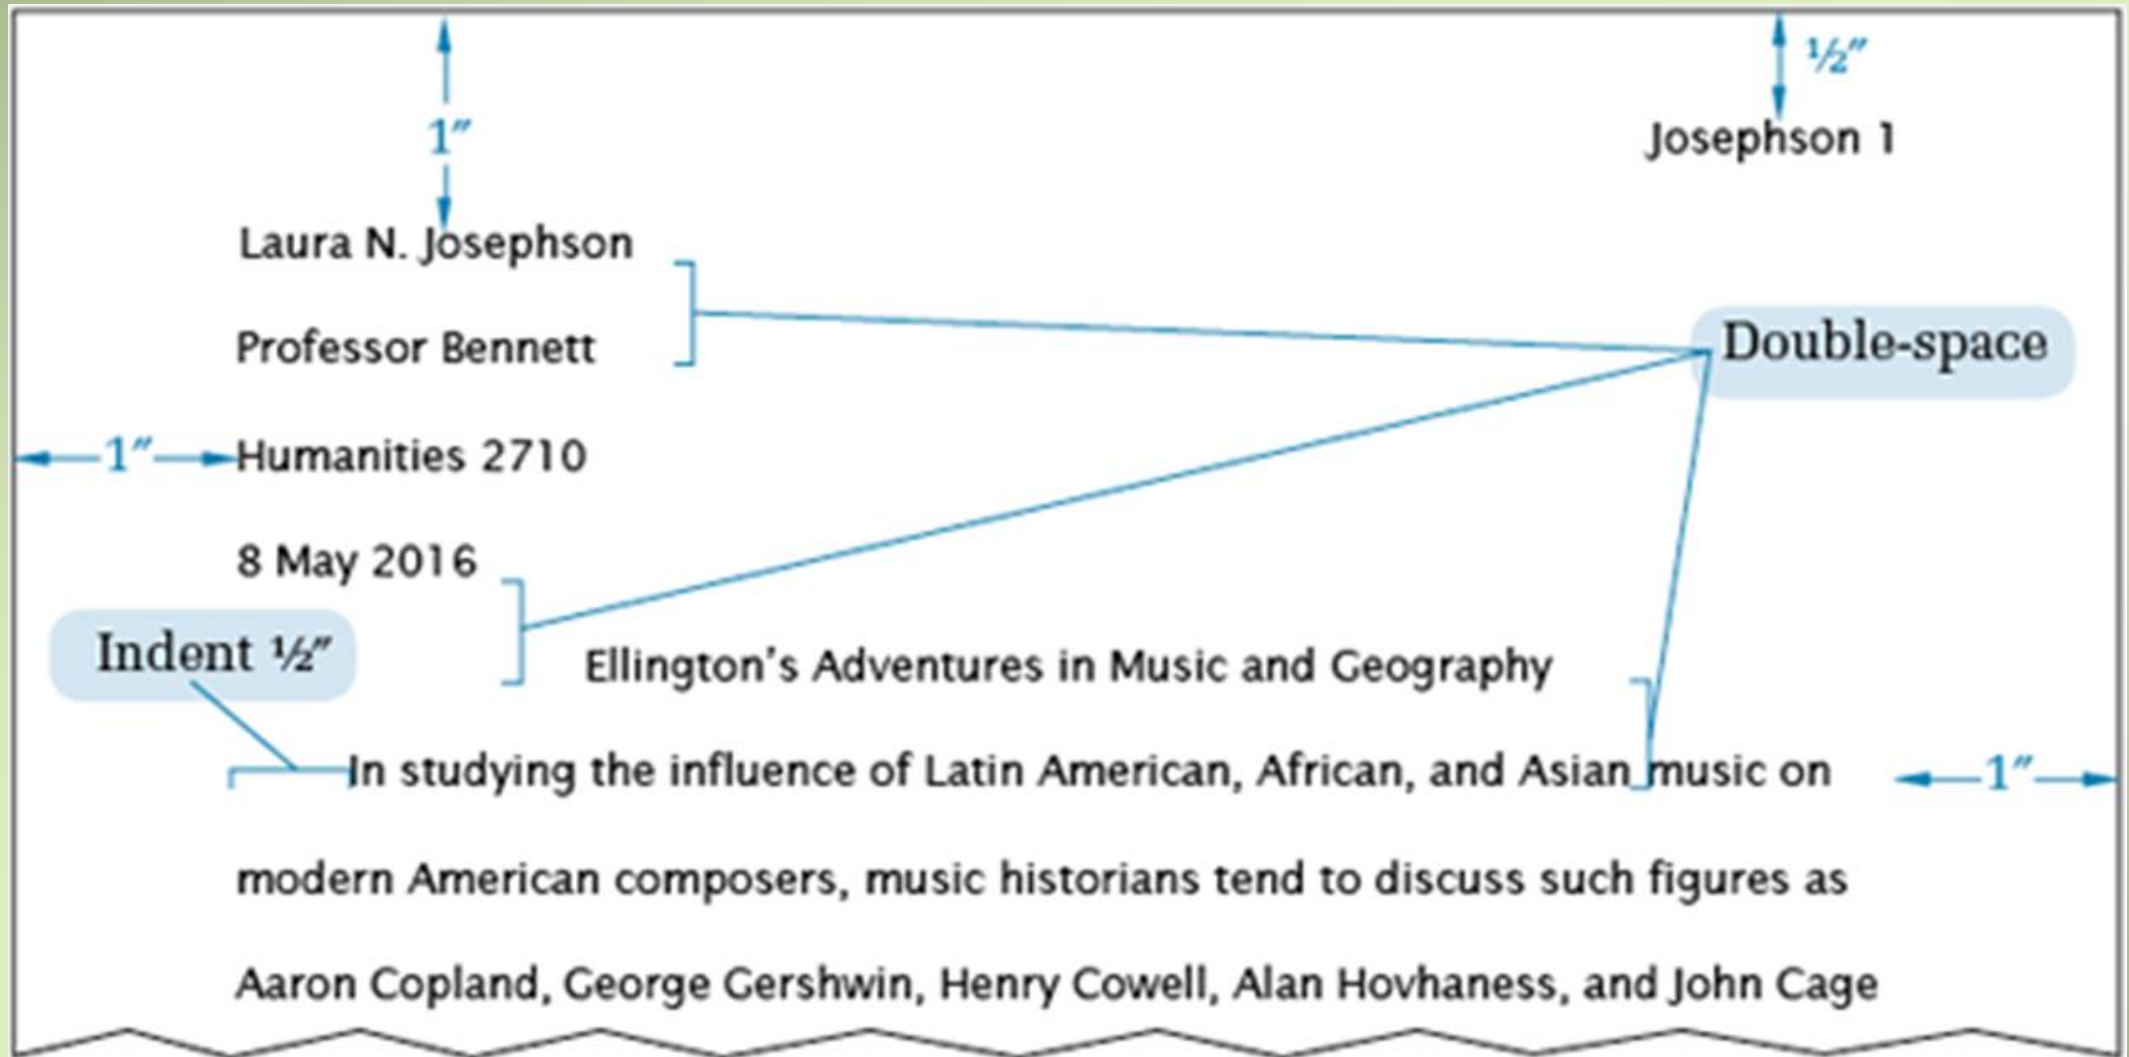 ½″
1″
Josephson 1
Laura N. Josephson
Professor Bennett
Double-space
1″
Humanities 2710
8 May 2016
Indent ½″
Ellington’s Adventures in Music and Geography
In studying the influence of Latin American, African, and Asian music on
1″
modern American composers, music historians tend to discuss such figures as
Aaron Copland, George Gershwin, Henry Cowell, Alan Hovhaness, and John Cage